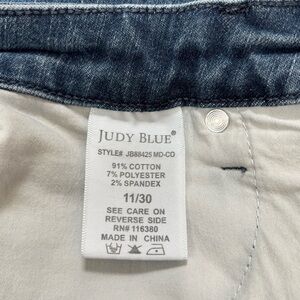 JUDY BLUE®
STYLE# JB88425 MD-CO
91% COTTON
7% POLYESTER
2% SPANDEX
11/30
SEE CARE ON
REVERSE SIDE
RN# 116380
MADE IN CHINA